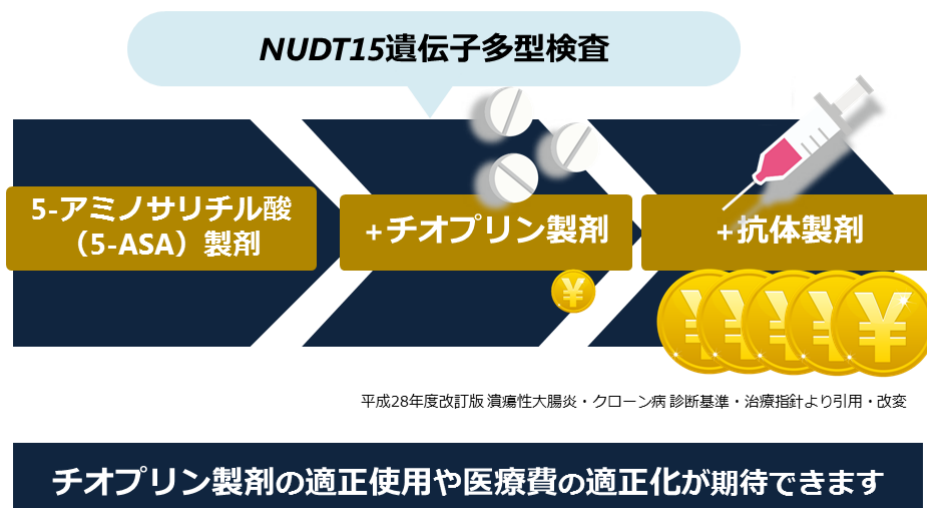 NUDT15遺伝子多型検査
5-アミノサリチル酸
（5-ASA）製剤
+チオプリン製剤
+抗体製剤
¥
¥ ¥ ¥ ¥ ¥
平成28年度改訂版 潰瘍性大腸炎・クローン病 診断基準・治療指針より引用・改変
チオプリン製剤の適正使用や医療費の適正化が期待できます